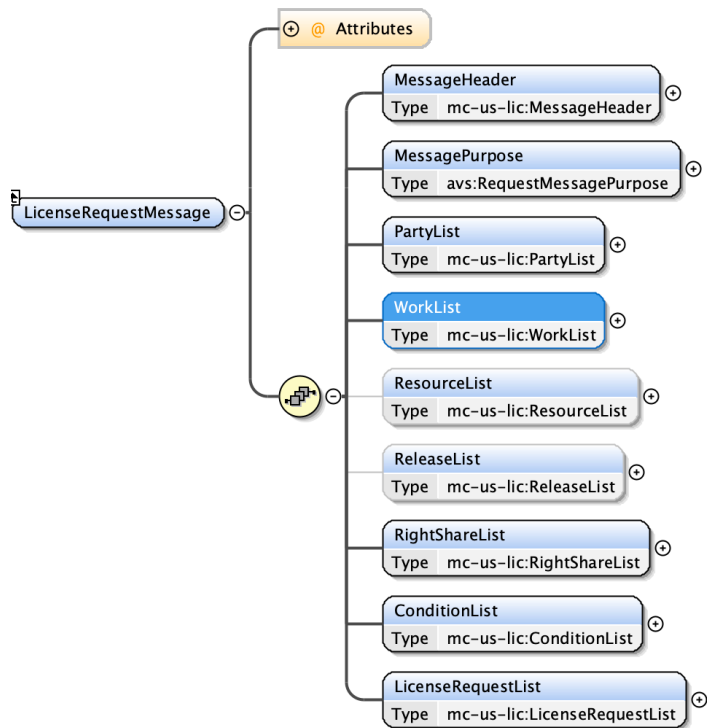 @ Attributes
MessageHeader
Type mc-us-lic:MessageHeader
MessagePurpose
Type avs:RequestMessagePurpose
LicenseRequestMessage
PartyList
Type mc-us-lic:PartyList
WorkList
Type mc-us-lic:WorkList
ResourceList
Type mc-us-lic:ResourceList
ReleaseList
Type mc-us-lic:ReleaseList
RightShareList
Type mc-us-lic:RightShareList
ConditionList
Type mc-us-lic:ConditionList
LicenseRequestList
Type mc-us-lic:LicenseRequestList